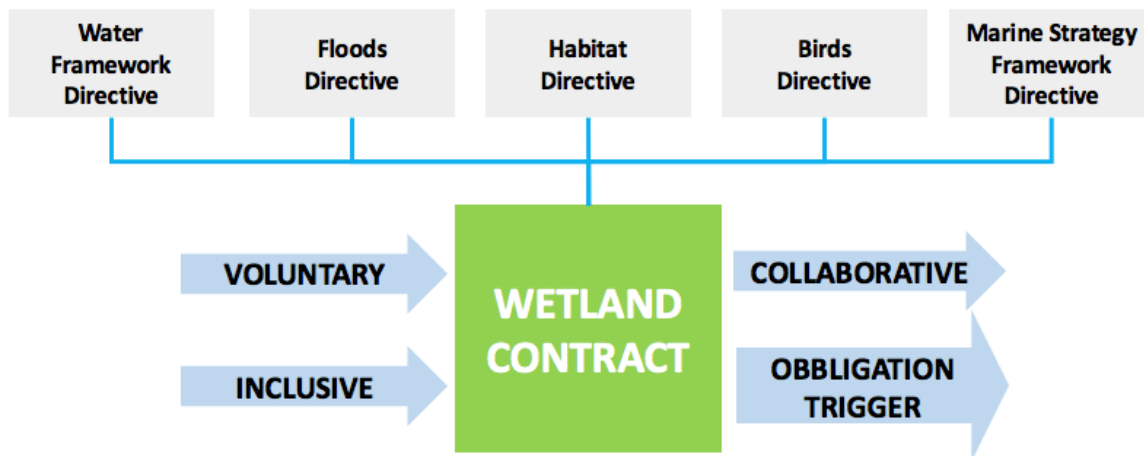 Water
Framework
Directive
Floods
Directive
Habitat
Directive
Birds
Directive
Marine Strategy
Framework
Directive
VOLUNTARY
INCLUSIVE
WETLAND
CONTRACT
COLLABORATIVE
OBBLIGATION
TRIGGER